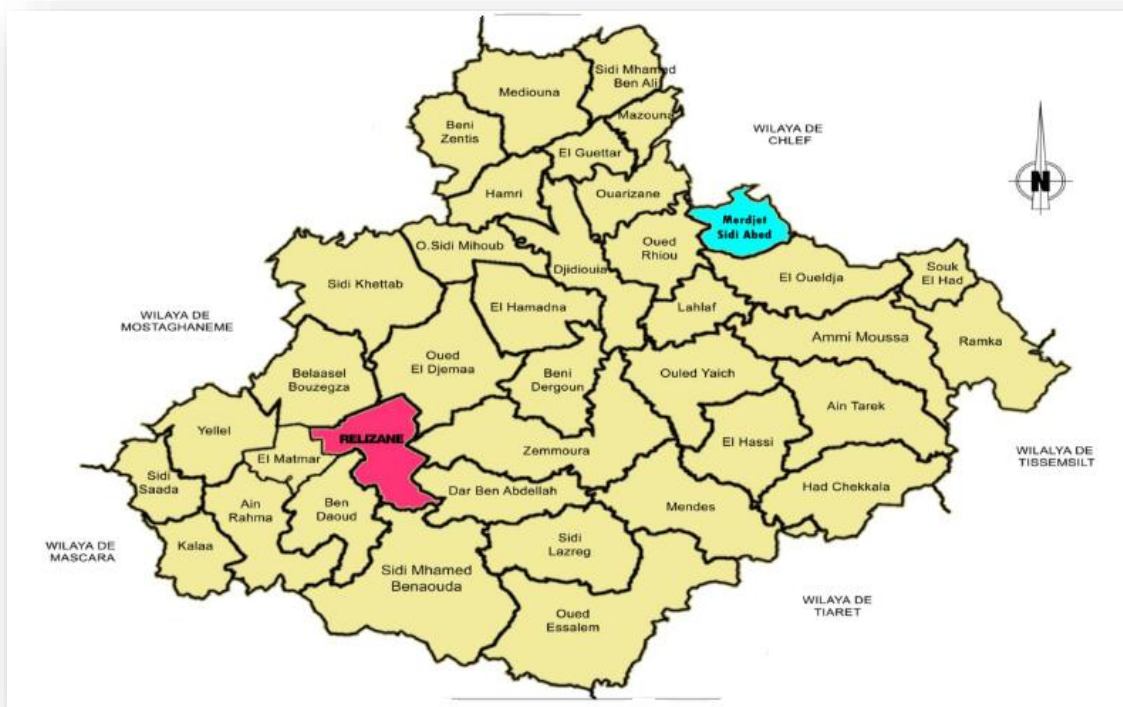 Mediouna
Sidi Mhamed
Ben Ali
Mazouna
Beni
Zentis
El Guettar
WILAYA DE
CHLEF
Hamri
Ouarizane
N
Merdjet
Sidi Abed
O.Sidi Mihoub
Oued
Rhiou
Djidiouia
El Oueldja
Souk
El Had
Sidi Khettab
El Hamadna
Lahlaf
WILAYA DE
MOSTAGHANEME
Ammi Moussa
Ramka
Oued
El Djemaa
Belaasel
Bouzegza
Beni
Dergoun
Ouled Yaich
Ain Tarek
Yellel
RELIZANE
El Hassi
Zemmoura
El Matmar
WILALYA DE
TISSEMSILT
Sidi
Saada
Dar Ben Abdellah
Had Chekkala
Ain
Rahma
Ben
Daoud
Mendes
Kalaa
WILAYA DE
MASCARA
Sidi
Lazreg
Sidi Mhamed
Benaouda
WILAYA DE
TIARET
Oued
Essalem